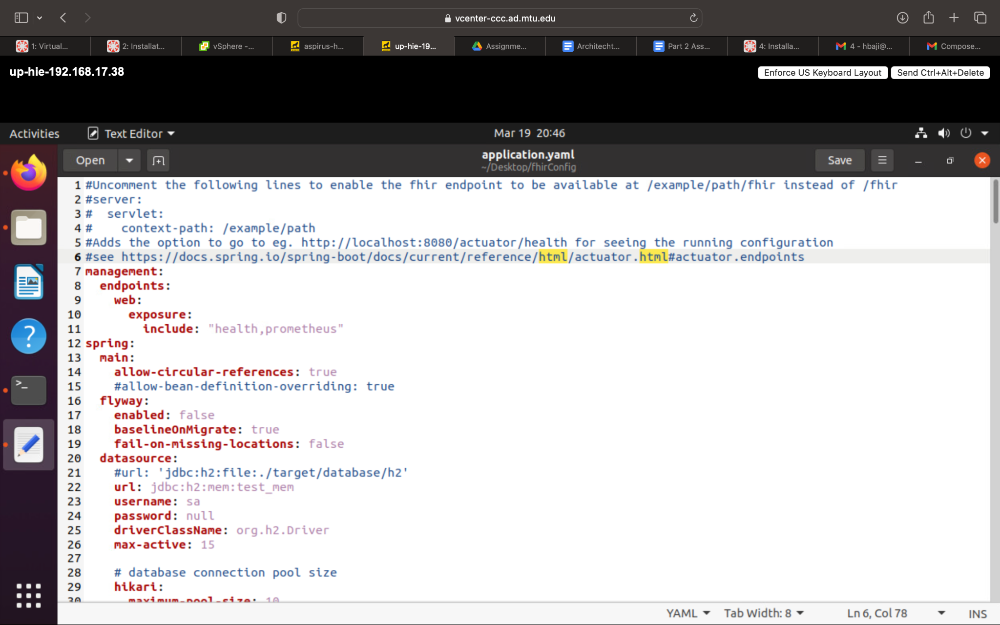 vcenter-ccc.ad.mtu.edu
1: Virtual...
2: Installat...
vSphere -...
aspirus-h...
up-hie-19...
Assignme...
Architecht...
Part 2 Ass...
4: Installa...
4 - hbaji@...
Compose...
up-hie-192.168.17.38
Enforce US Keyboard Layout
Send Ctrl+Alt+Delete
Activities
Text Editor
Mar 19 20:46
Open
application.yaml
~/Desktop/fhirConfig
Save
1 #Uncomment the following lines to enable the fhir endpoint to be available at /example/path/fhir instead of /fhir
2 #server:
3 #  servlet:
4 #    context-path: /example/path
5 #Adds the option to go to eg. http://localhost:8080/actuator/health for seeing the running configuration
6 #see https://docs.spring.io/spring-boot/docs/current/reference/html/actuator.html#actuator.endpoints
7 management:
8   endpoints:
9     web:
10       exposure:
11         include: "health,prometheus"
12 spring:
13   main:
14     allow-circular-references: true
15     #allow-bean-definition-overriding: true
16   flyway:
17     enabled: false
18     baselineOnMigrate: true
19     fail-on-missing-locations: false
20   datasource:
21     #url: 'jdbc:h2:file:./target/database/h2'
22     url: jdbc:h2:mem:test_mem
23     username: sa
24     password: null
25     driverClassName: org.h2.Driver
26     max-active: 15
27
28     # database connection pool size
29     hikari:
30       maximum-pool-size: 10
YAML
Tab Width: 8
Ln 6, Col 78
INS